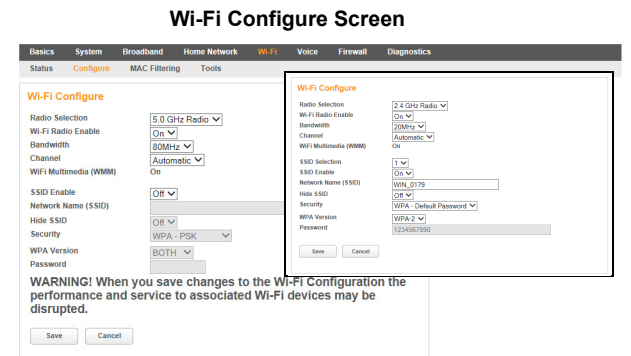 Wi-Fi Configure Screen
Basics System Broadband Home Network Wi-Fi Voice Firewall Diagnostics
Status Configure MAC Filtering Tools
Wi-Fi Configure
Radio Selection 5.0 GHz Radio
Wi-Fi Radio Enable On
Bandwidth 80MHz
Channel Automatic
WiFi Multimedia (WMM) On
SSID Enable Off
Network Name (SSID)
Hide SSID Off
Security WPA - PSK
WPA Version BOTH
Password
WARNING! When you save changes to the Wi-Fi Configuration the
performance and service to associated Wi-Fi devices may be
disrupted.
Save Cancel
Wi-Fi Configure
Radio Selection 2.4 GHz Radio
Wi-Fi Radio Enable On
Bandwidth 20MHz
Channel Automatic
WiFi Multimedia (WMM) On
SSID Selection 1
SSID Enable On
Network Name (SSID) WIN_0179
Hide SSID Off
Security WPA - Default Password
WPA Version WPA-2
Password 1234567890
Save Cancel